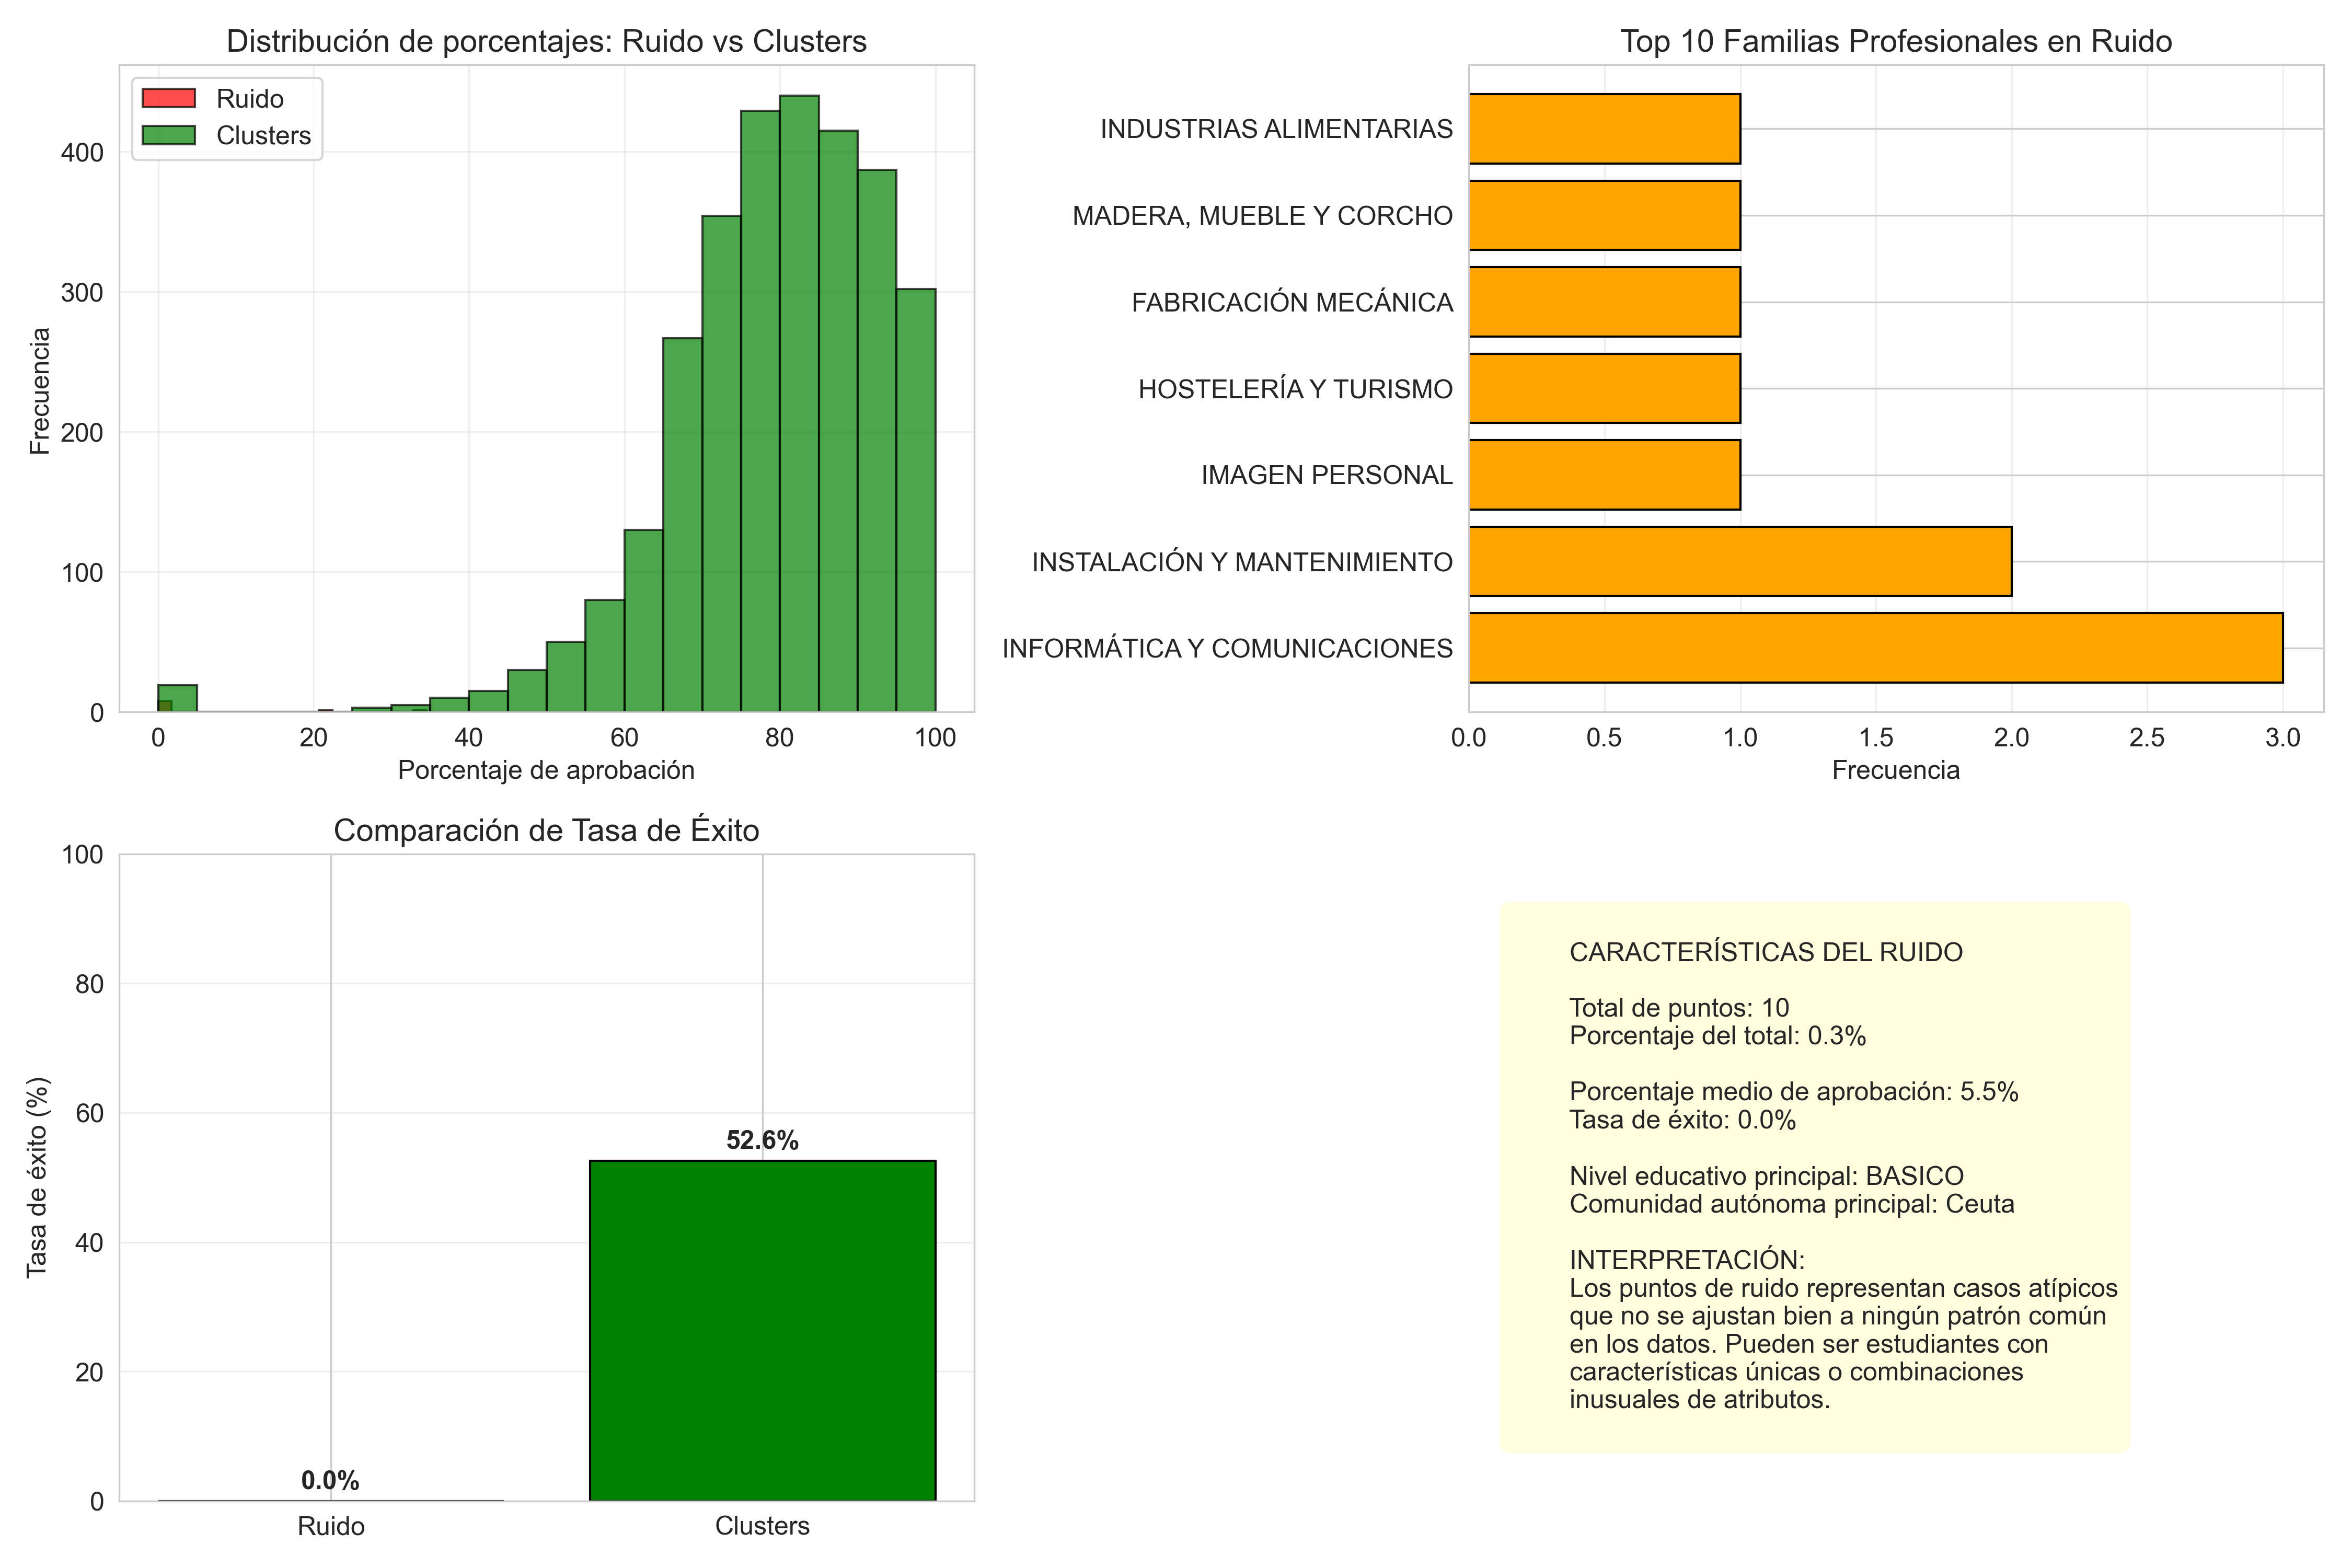 Distribución de porcentajes: Ruido vs Clusters
Ruido
Clusters
Frecuencia
400
300
200
100
0
0 20 40 60 80 100
Porcentaje de aprobación
Top 10 Familias Profesionales en Ruido
INDUSTRIAS ALIMENTARIAS
MADERA, MUEBLE Y CORCHO
FABRICACIÓN MECÁNICA
HOSTELERÍA Y TURISMO
IMAGEN PERSONAL
INSTALACIÓN Y MANTENIMIENTO
INFORMÁTICA Y COMUNICACIONES
0.0 0.5 1.0 1.5 2.0 2.5 3.0
Frecuencia
Comparación de Tasa de Éxito
Tasa de éxito (%)
100
80
60
40
20
0
0.0%
52.6%
Ruido Clusters
CARACTERÍSTICAS DEL RUIDO
Total de puntos: 10
Porcentaje del total: 0.3%
Porcentaje medio de aprobación: 5.5%
Tasa de éxito: 0.0%
Nivel educativo principal: BASICO
Comunidad autónoma principal: Ceuta
INTERPRETACIÓN:
Los puntos de ruido representan casos atípicos
que no se ajustan bien a ningún patrón común
en los datos. Pueden ser estudiantes con
características únicas o combinaciones
inusuales de atributos.